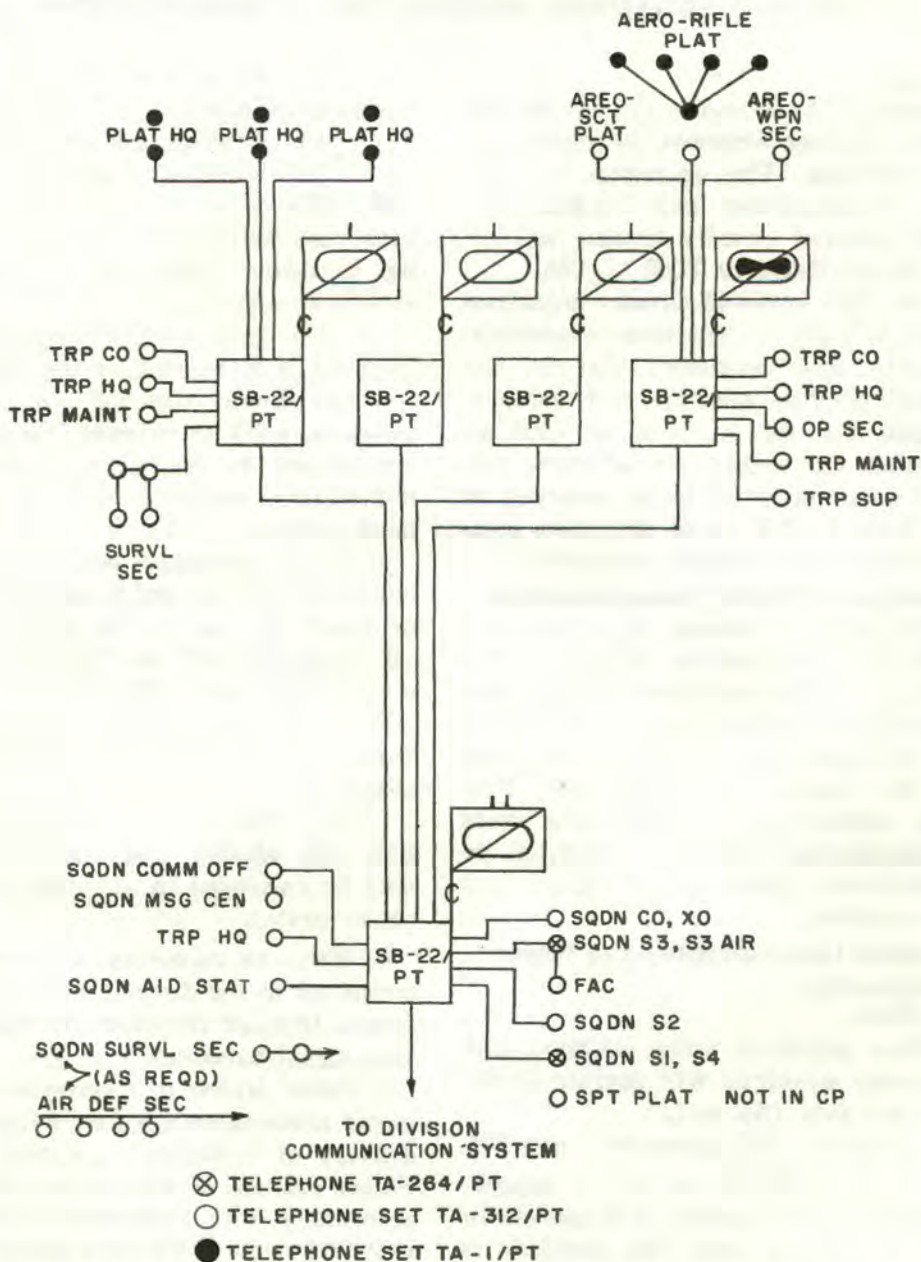 AERO-RIFLE
PLAT
AREO-
SCT
PLAT
AREO-
WPN
SEC
PLAT HQ PLAT HQ PLAT HQ
TRP CO
TRP HQ
TRP MAINT
SURVL
SEC
SB-22/
PT
SB-22/
PT
SB-22/
PT
SB-22/
PT
TRP CO
TRP HQ
OP SEC
TRP MAINT
TRP SUP
SQDN COMM OFF
SQDN MSG CEN
TRP HQ
SQDN AID STAT
SQDN SURVL SEC
(AS REQD)
AIR DEF SEC
SB-22/
PT
SQDN CO, XO
SQDN S3, S3 AIR
FAC
SQDN S2
SQDN S1, S4
SPT PLAT NOT IN CP
TO DIVISION
COMMUNICATION SYSTEM
TELEPHONE TA-264/PT
TELEPHONE SET TA-312/PT
TELEPHONE SET TA-1/PT